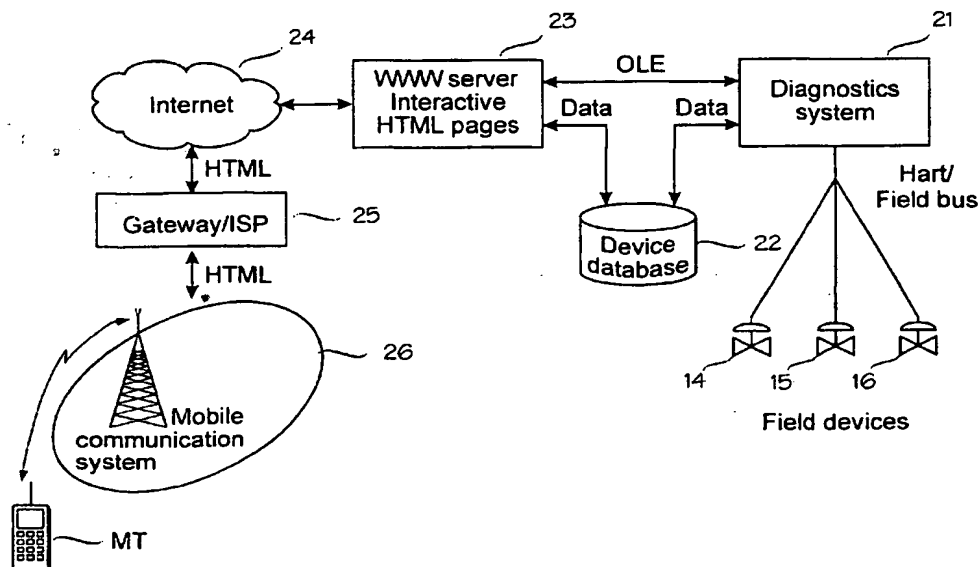 24
23
21
Internet
WWW server
Interactive
HTML pages
OLE
Data
Data
Diagnostics
system
Hart/
Field bus
HTML
Gateway/ISP
25
HTML
Device
database
22
26
Mobile
communication
system
14
15
16
Field devices
MT